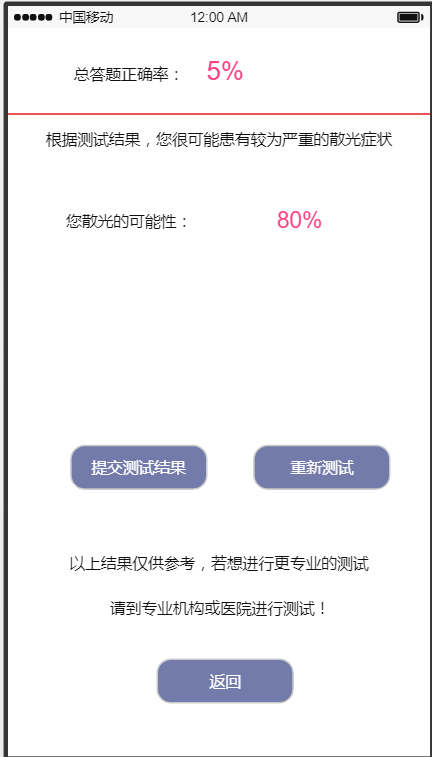 中国移动 12:00 AM
总答题正确率： 5%
根据测试结果，您很可能患有较为严重的散光症状
您散光的可能性： 80%
提交测试结果 重新测试
以上结果仅供参考，若想进行更专业的测试
请到专业机构或医院进行测试！
返回